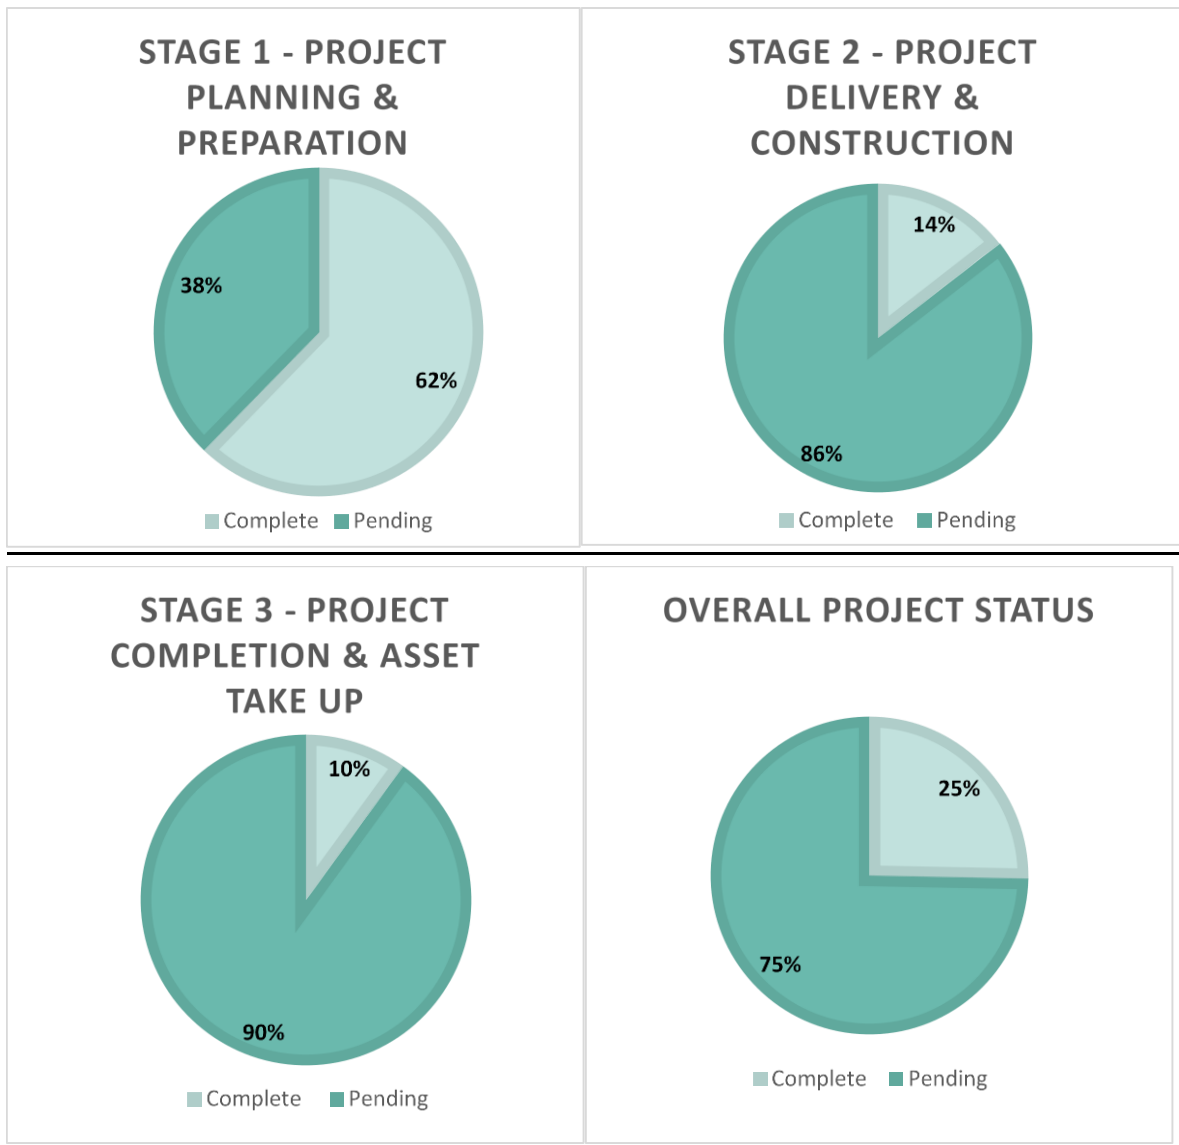 STAGE 1 - PROJECT
PLANNING &
PREPARATION
38%
62%
Complete Pending
STAGE 2 - PROJECT
DELIVERY &
CONSTRUCTION
14%
86%
Complete Pending
STAGE 3 - PROJECT
COMPLETION & ASSET
TAKE UP
10%
90%
Complete Pending
OVERALL PROJECT STATUS
25%
75%
Complete Pending